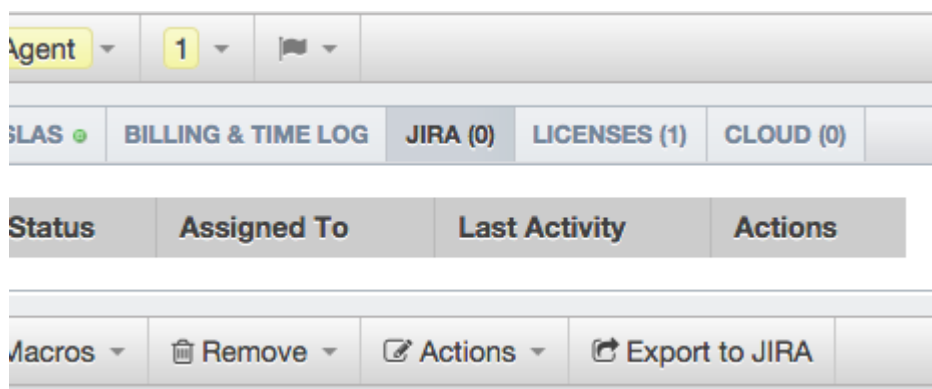 Agent 1
SLAS BILLING & TIME LOG JIRA (0) LICENSES (1) CLOUD (0)
Status Assigned To Last Activity Actions
Macros Remove Actions Export to JIRA